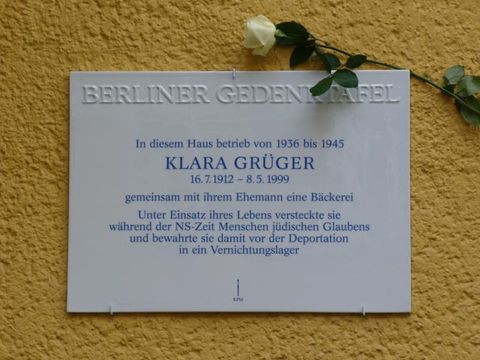 BERLINER GEDENKTAFEL
In diesem Haus betrieb von 1936 bis 1945
KLARA GRÜGER
16.7.1912 – 8.5.1999
gemeinsam mit ihrem Ehemann eine Bäckerei
Unter Einsatz ihres Lebens versteckte sie
während der NS-Zeit Menschen jüdischen Glaubens
und bewahrte sie damit vor der Deportation
in ein Vernichtungslager
KPM